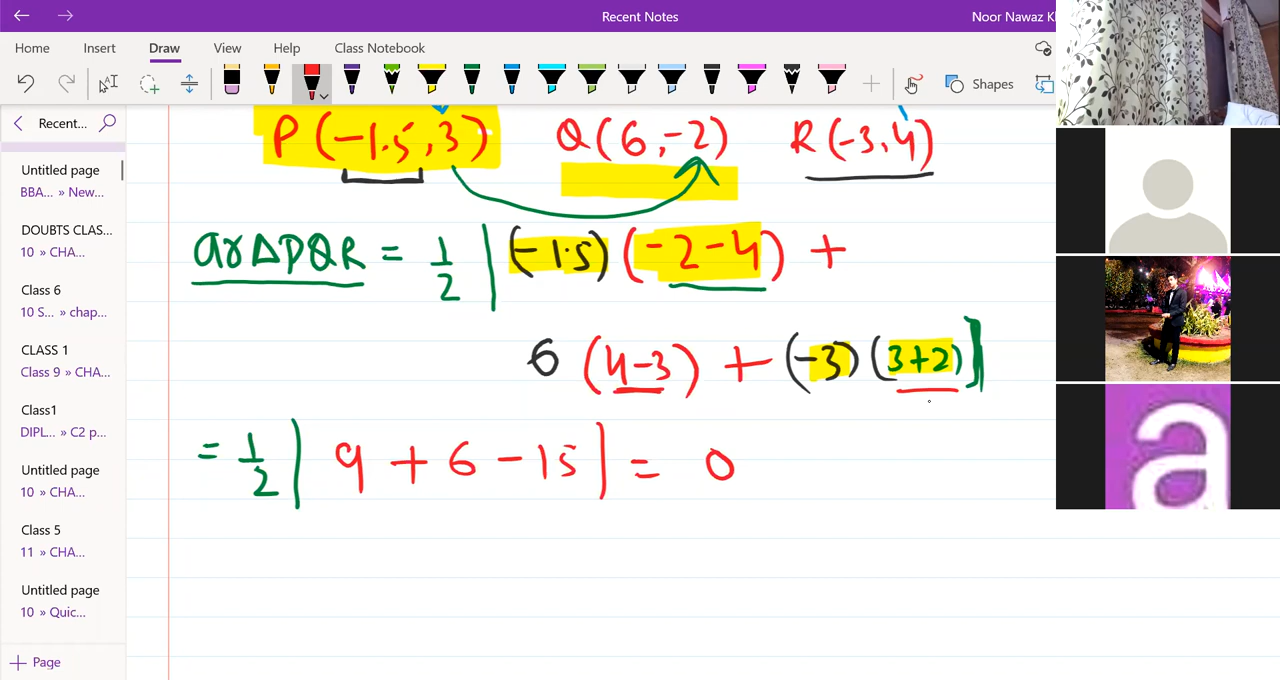 Recent Notes
Noor Nawaz Kh
Home Insert Draw View Help Class Notebook
Shapes
Recent...
Untitled page
BBA... » New...
DOUBTS CLAS...
10 » CHA...
Class 6
10 S... » chap...
CLASS 1
Class 9 » CHA...
Class1
DIPL... » C2 p...
Untitled page
10 » CHA...
Class 5
11 » CHA...
Untitled page
10 » Quic...
+ Page
P(-1.5, 3) Q(6, -2) R(-3, 4)
ar△PQR = 1/2 |(-1.5)(-2-4) +
6 (4-3) + (-3)(3+2)]
= 1/2 | 9 + 6 - 15 | = 0
a